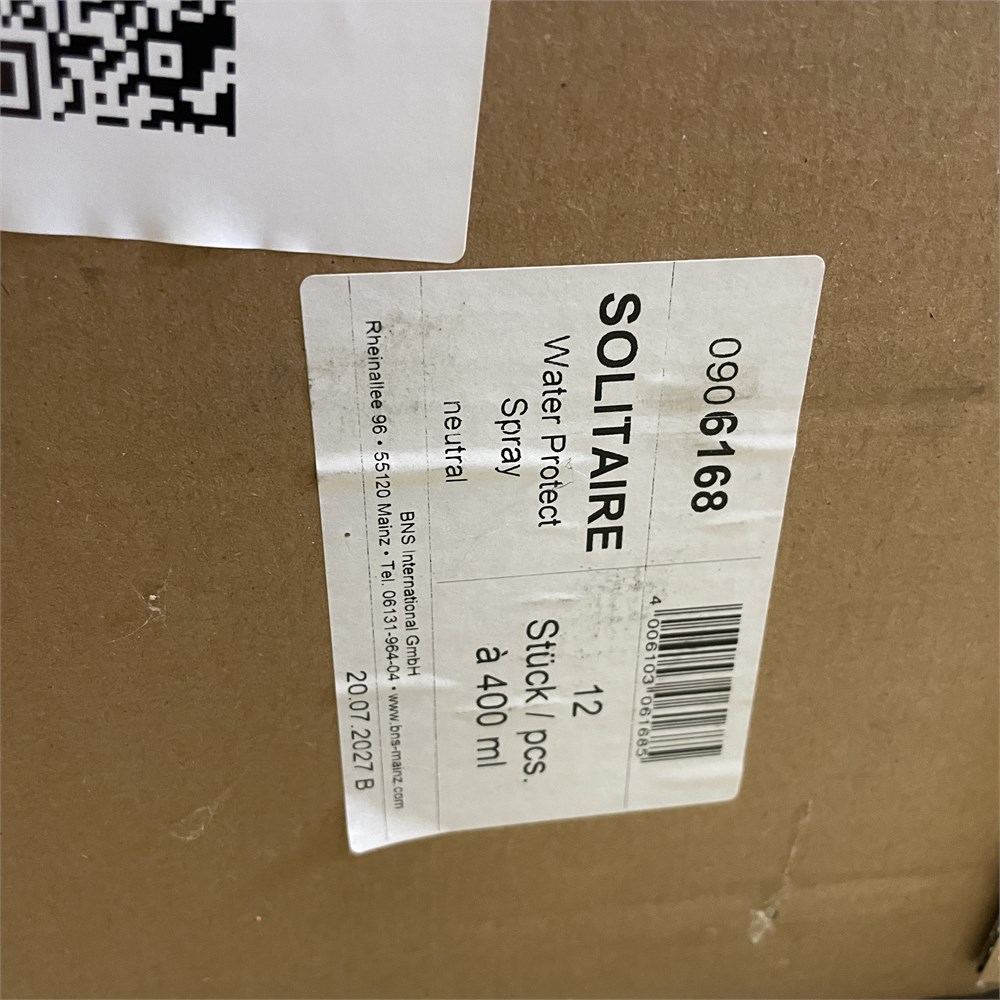 0906168
4 006103 061685
SOLITAIRE
Water Protect
Spray
neutral
12
Stück / pcs.
à 400 ml
BNS International GmbH
Rheinallee 96 • 55120 Mainz • Tel. 06131-964-04 • www.bns-mainz.com
20.07.2027 B